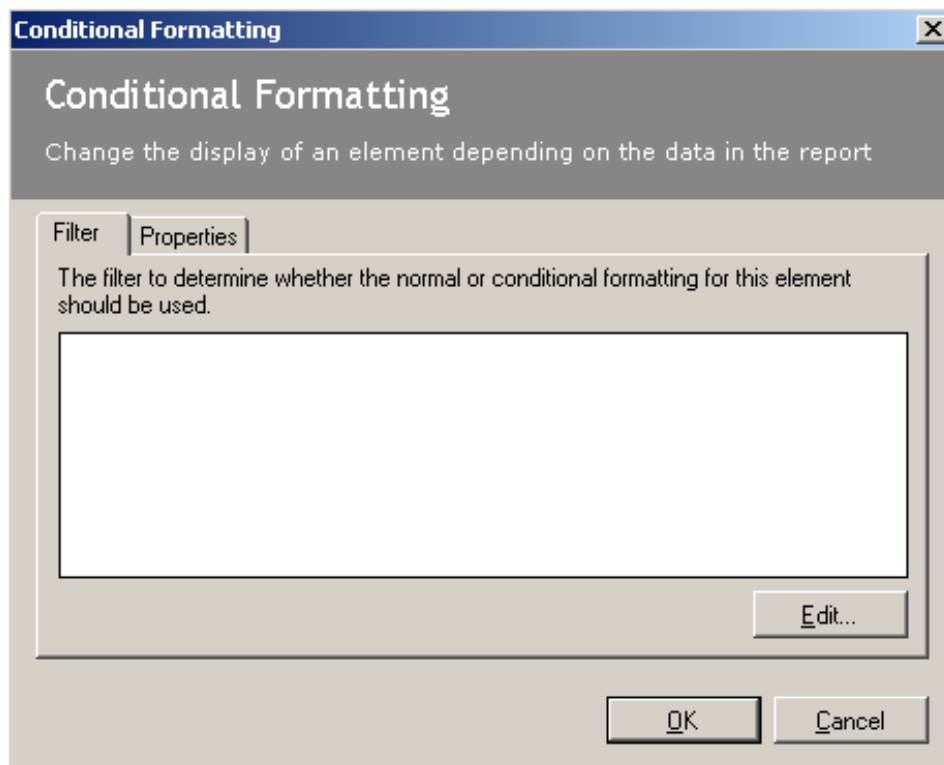 Conditional Formatting
Conditional Formatting
Change the display of an element depending on the data in the report
Filter
Properties
The filter to determine whether the normal or conditional formatting for this element
should be used.
Edit...
OK
Cancel